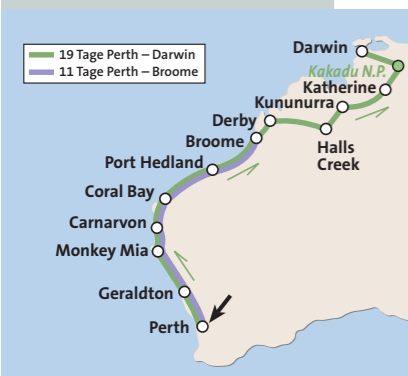 19 Tage Perth – Darwin
11 Tage Perth – Broome
Darwin
Kakadu N.P.
Katherine
Kununurra
Derby
Broome
Halls
Creek
Port Hedland
Coral Bay
Carnarvon
Monkey Mia
Geraldton
Perth